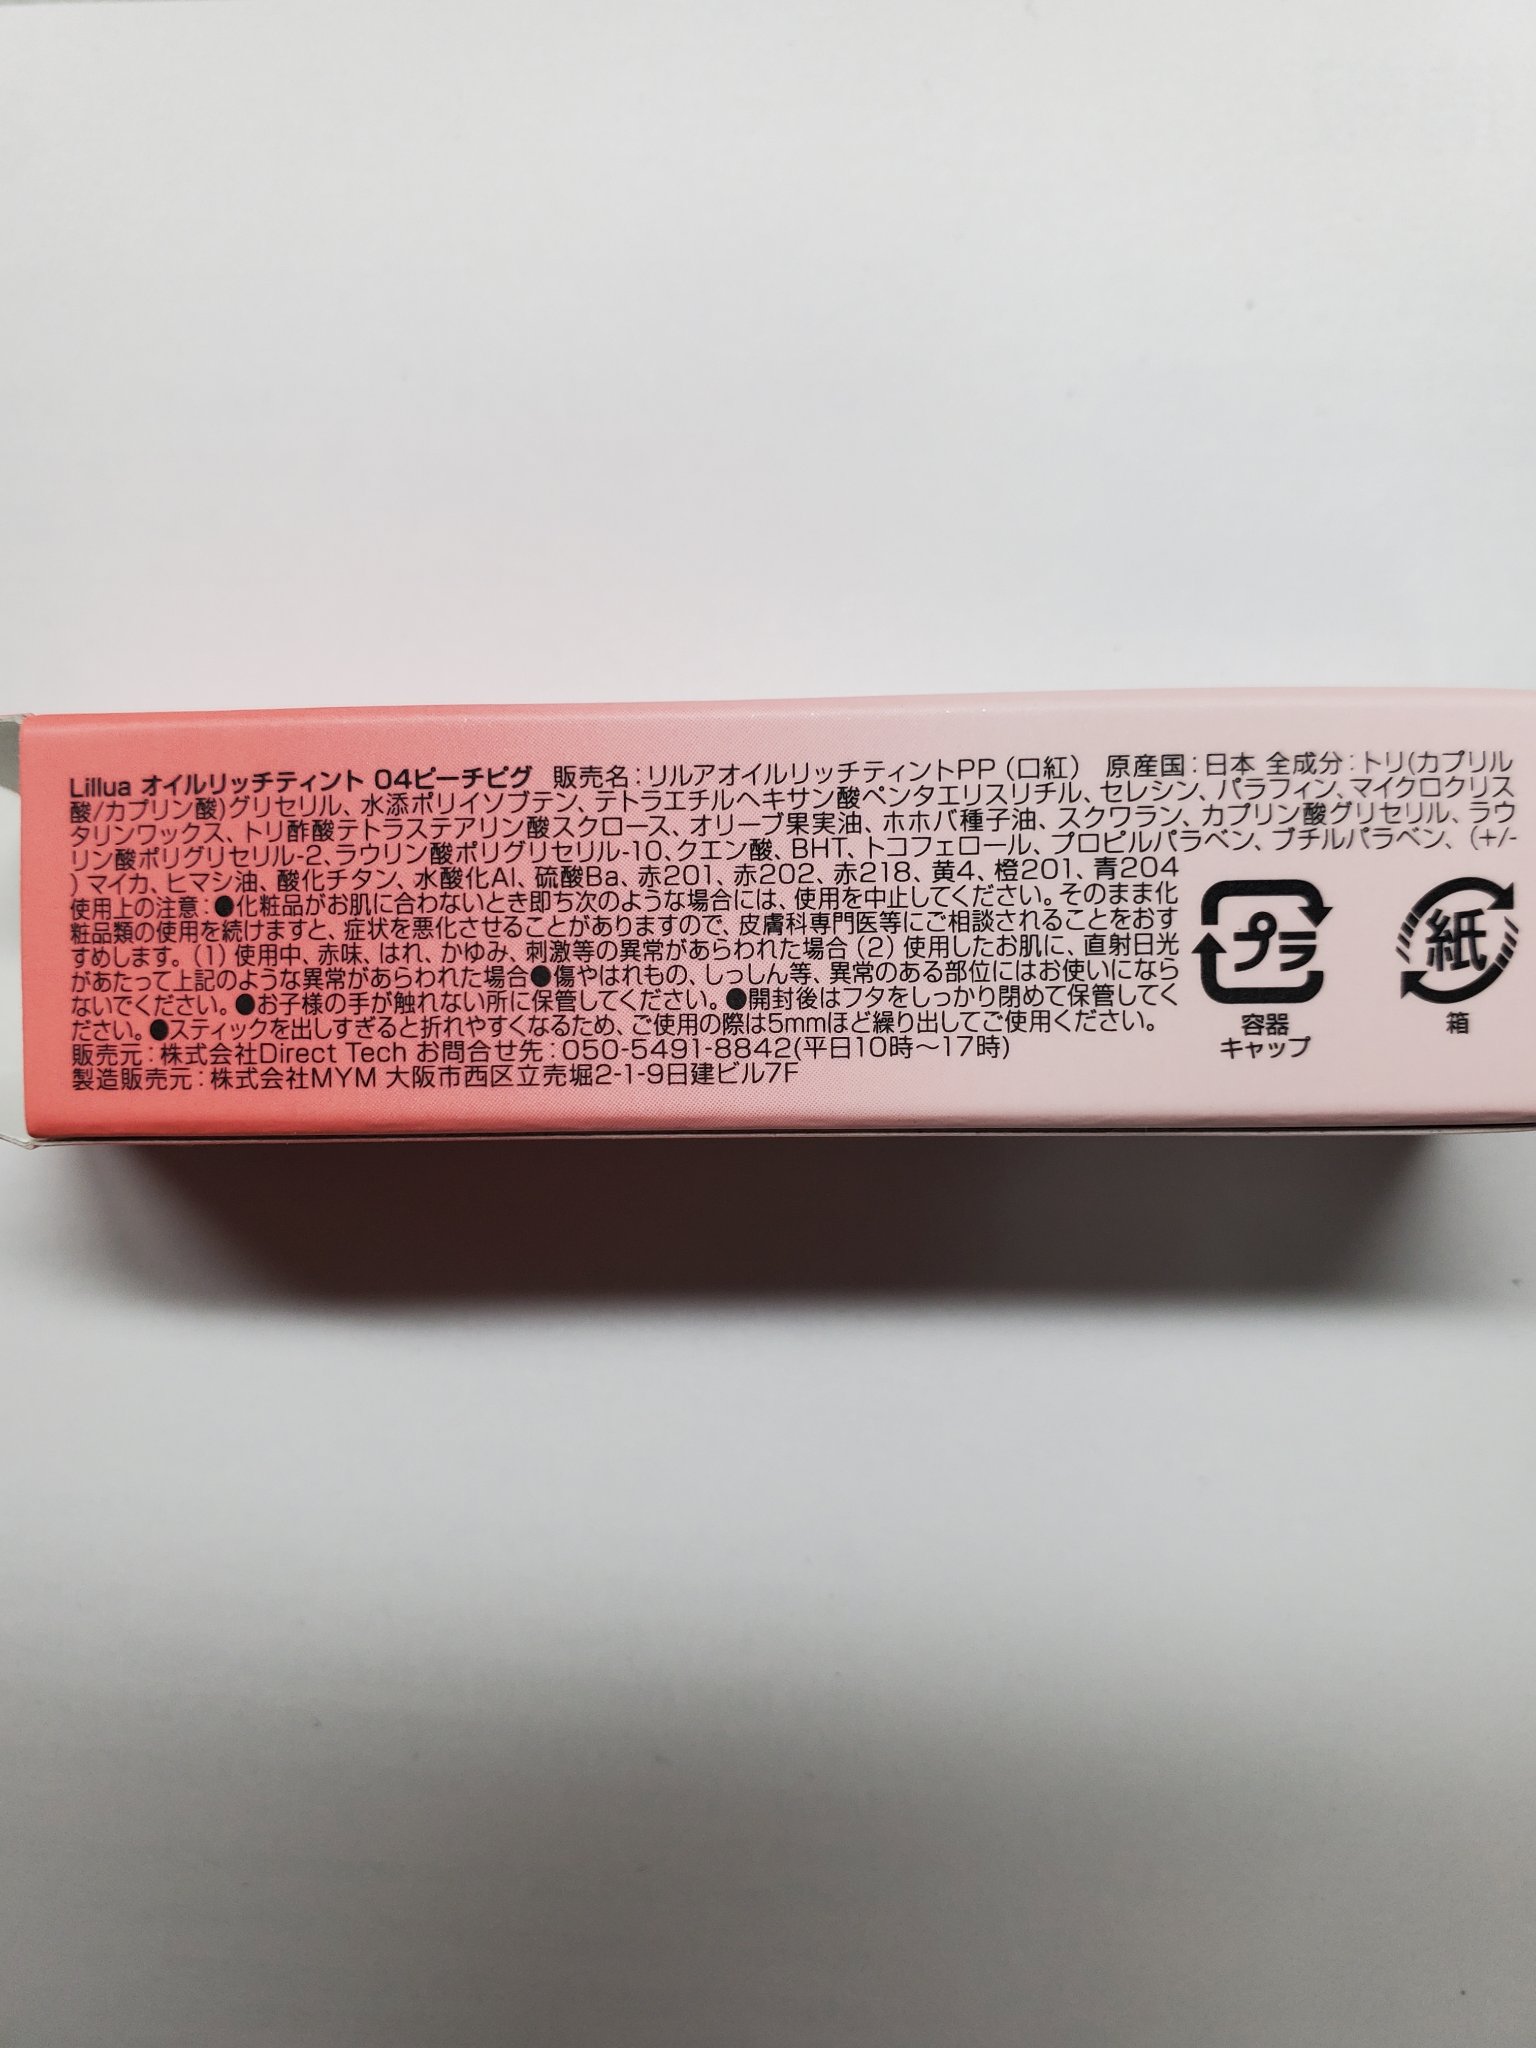 Lillua オイルリッチティント 04ピーチピグ 販売名：リルアオイルリッチティントPP（口紅） 原産国：日本 全成分：トリ(カプリル
酸/カプリン酸)グリセリル、水添ポリイソブテン、テトラエチルヘキサン酸ペンタエリスリチル、セレシン、パラフィン、マイクロクリス
タリンワックス、トリ酢酸テトラステアリン酸スクロース、オリーブ果実油、ホホバ種子油、スクワラン、カプリン酸グリセリル、ラウ
リン酸ポリグリセリル-2、ラウリン酸ポリグリセリル-10、クエン酸、BHT、トコフェロール、プロピルパラベン、ブチルパラベン、(+/-
)マイカ、ヒマシ油、酸化チタン、水酸化Al、硫酸Ba、赤201、赤202、赤218、黄4、橙201、青204
使用上の注意：●化粧品がお肌に合わないとき即ち次のような場合には、使用を中止してください。そのまま化
粧品類の使用を続けますと、症状を悪化させることがありますので、皮膚科専門医等にご相談されることをおす
すめします。（1）使用中、赤味、はれ、かゆみ、刺激等の異常があらわれた場合（2）使用したお肌に、直射日光
があたって上記のような異常があらわれた場合●傷やはれもの、しっしん等、異常のある部位にはお使いになら
ないでください。●お子様の手が触れない所に保管してください。●開封後はフタをしっかり閉めて保管してく
ださい。●スティックを出しすぎると折れやすくなるため、ご使用の際は5mmほど繰り出してご使用ください。
販売元：株式会社Direct Tech お問合せ先：050-5491-8842(平日10時～17時)
製造販売元：株式会社MYM 大阪市西区立売堀2-1-9日建ビル7F
プラ
容器
キャップ
紙
箱